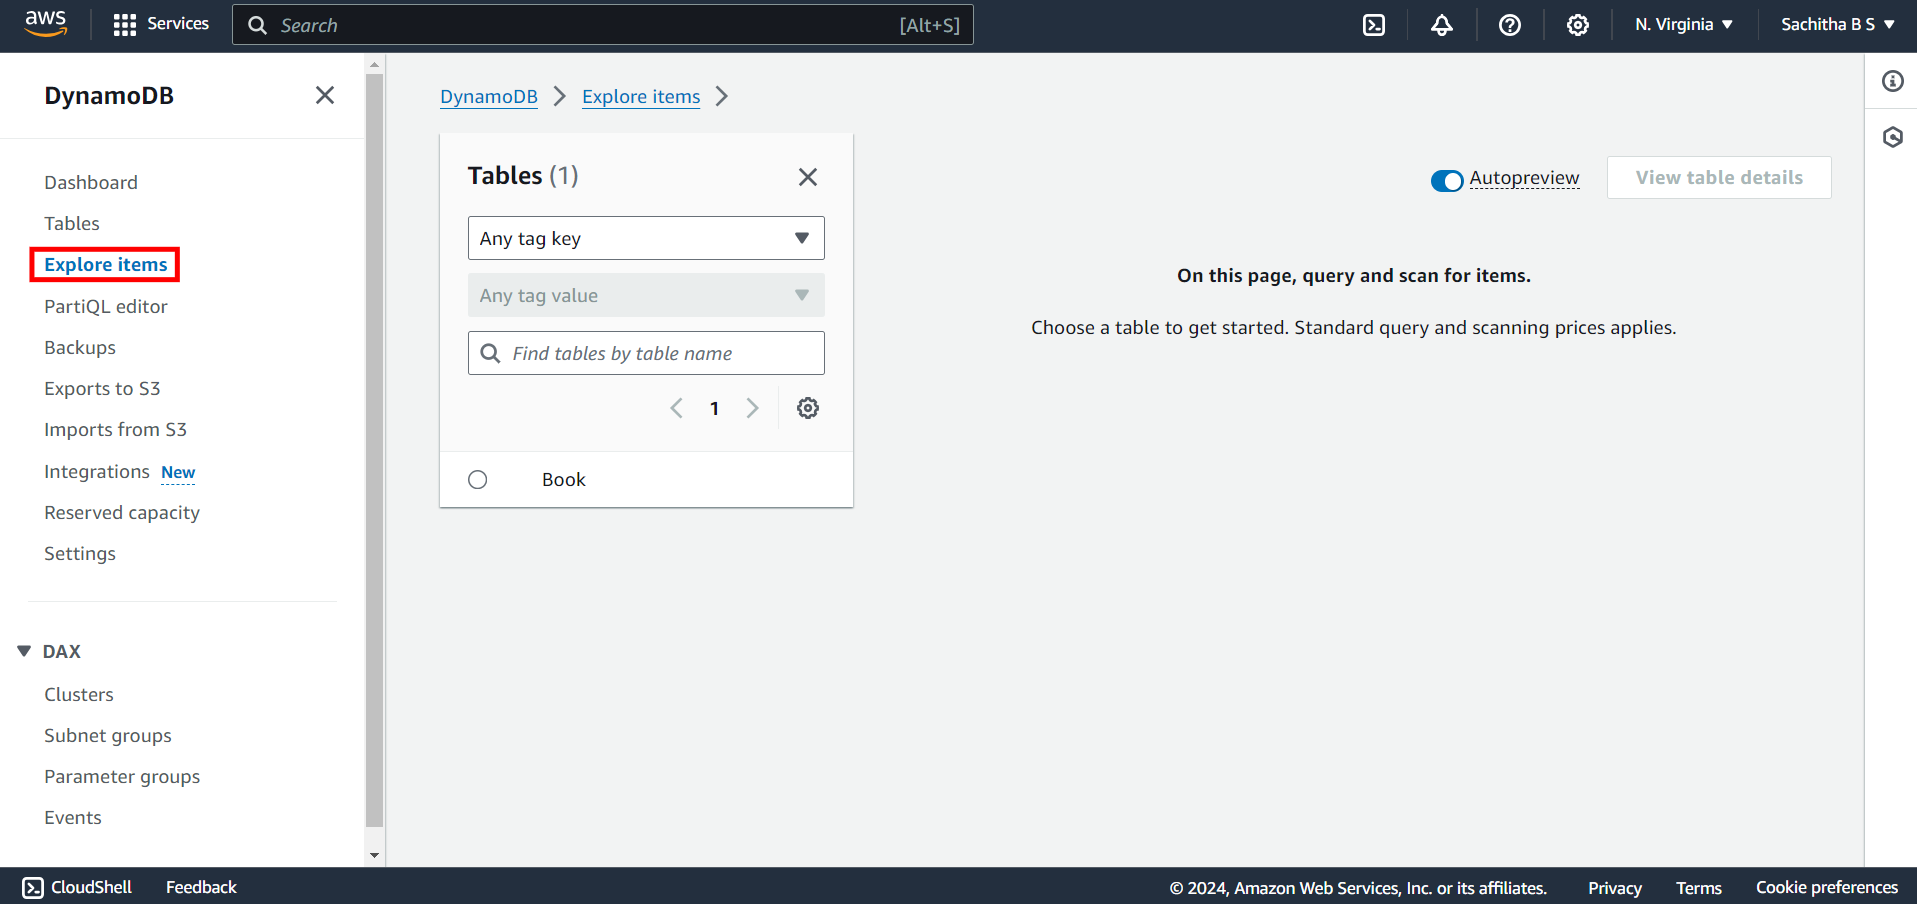 aws
Services
Search
[Alt+S]
N. Virginia
Sachitha B S
DynamoDB
Dashboard
Tables
Explore items
PartiQL editor
Backups
Exports to S3
Imports from S3
Integrations New
Reserved capacity
Settings
DAX
Clusters
Subnet groups
Parameter groups
Events
DynamoDB
Explore items
Tables (1)
Any tag key
Any tag value
Find tables by table name
1
Book
Autopreview
View table details
On this page, query and scan for items.
Choose a table to get started. Standard query and scanning prices applies.
CloudShell
Feedback
© 2024, Amazon Web Services, Inc. or its affiliates.
Privacy
Terms
Cookie preferences